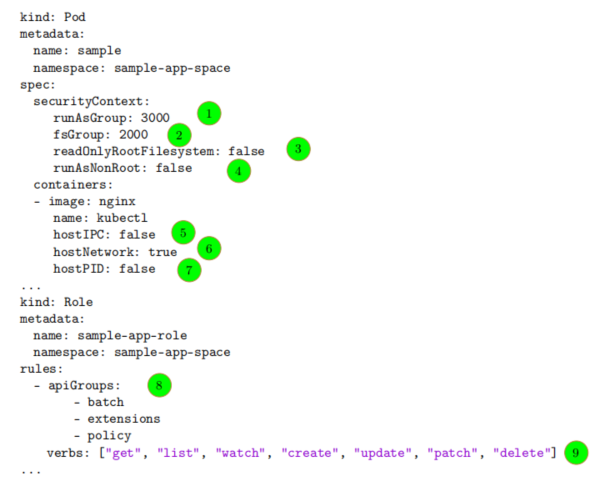 kind: Pod
metadata:
name: sample
namespace: sample-app-space
spec:
securityContext:
runAsGroup: 3000 1
fsGroup: 2000 2
readOnlyRootFilesystem: false 3
runAsNonRoot: false 4
containers:
- image: nginx
name: kubectl
hostIPC: false 5
hostNetwork: true 6
hostPID: false 7
...
kind: Role
metadata:
name: sample-app-role
namespace: sample-app-space
rules:
- apiGroups: 8
- batch
- extensions
- policy
verbs: ["get", "list", "watch", "create", "update", "patch", "delete"] 9
...